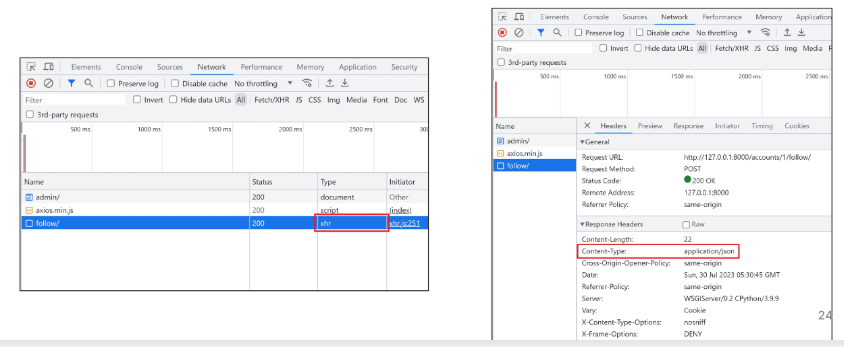 Elements Console Sources Network Performance Memory Application Security
Preserve log Disable cache No throttling
Filter Invert Hide data URLs All Fetch/XHR JS CSS Img Media Font Doc WS
3rd-party requests
500 ms 1000 ms 1500 ms 2000 ms 2500 ms 300
Name Status Type Initiator
admin/ 200 document Other
axios.min.js 200 script (index)
follow/ 200 xhr xhr.js:251
Elements Console Sources Network Performance Memory Application
Preserve log Disable cache No throttling
Filter Invert Hide data URLs All Fetch/XHR JS CSS Img Media F
3rd-party requests
500 ms 1000 ms 1500 ms 2000 ms 2500 ms
Name Headers Preview Response Initiator Timing Cookies
admin/
axios.min.js
follow/
General
Request URL: http://127.0.0.1:8000/accounts/1/follow/
Request Method: POST
Status Code: 200 OK
Remote Address: 127.0.0.1:8000
Referrer Policy: same-origin
Response Headers Raw
Content-Length: 22
Content-Type: application/json
Cross-Origin-Opener-Policy: same-origin
Date: Sun, 30 Jul 2023 05:30:45 GMT
Referrer-Policy: same-origin
Server: WSGIServer/0.2 CPython/3.9.9
Vary: Cookie
X-Content-Type-Options: nosniff
X-Frame-Options: DENY
24